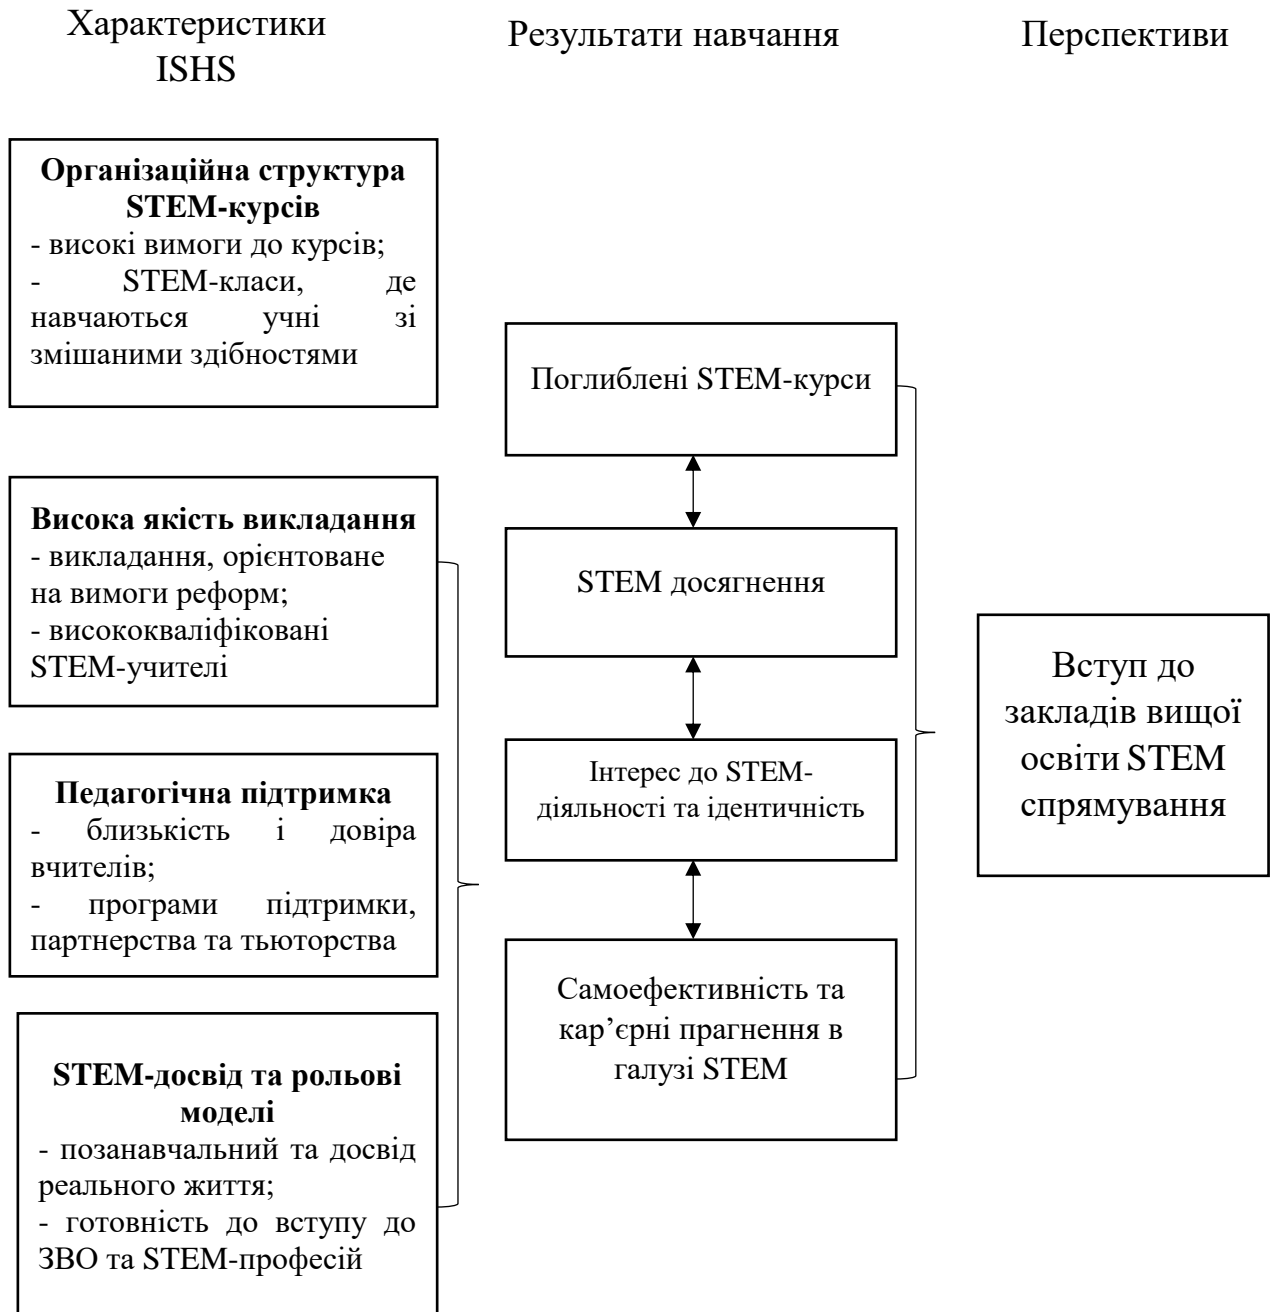 Характеристики
ISHS
Результати навчання
Перспективи
Організаційна структура
STEM-курсів
- високі вимоги до курсів;
- STEM-класи, де
навчаються учні зі
змішаними здібностями
Висока якість викладання
- викладання, орієнтоване
на вимоги реформ;
- висококваліфіковані
STEM-учителі
Педагогічна підтримка
- близькість і довіра
вчителів;
- програми підтримки,
партнерства та тьюторства
STEM-досвід та рольові
моделі
- позанавчальний та досвід
реального життя;
- готовність до вступу до
ЗВО та STEM-професій
Поглиблені STEM-курси
STEM досягнення
Інтерес до STEM-
діяльності та ідентичність
Самоефективність та
кар’єрні прагнення в
галузі STEM
Вступ до
закладів вищої
освіти STEM
спрямування